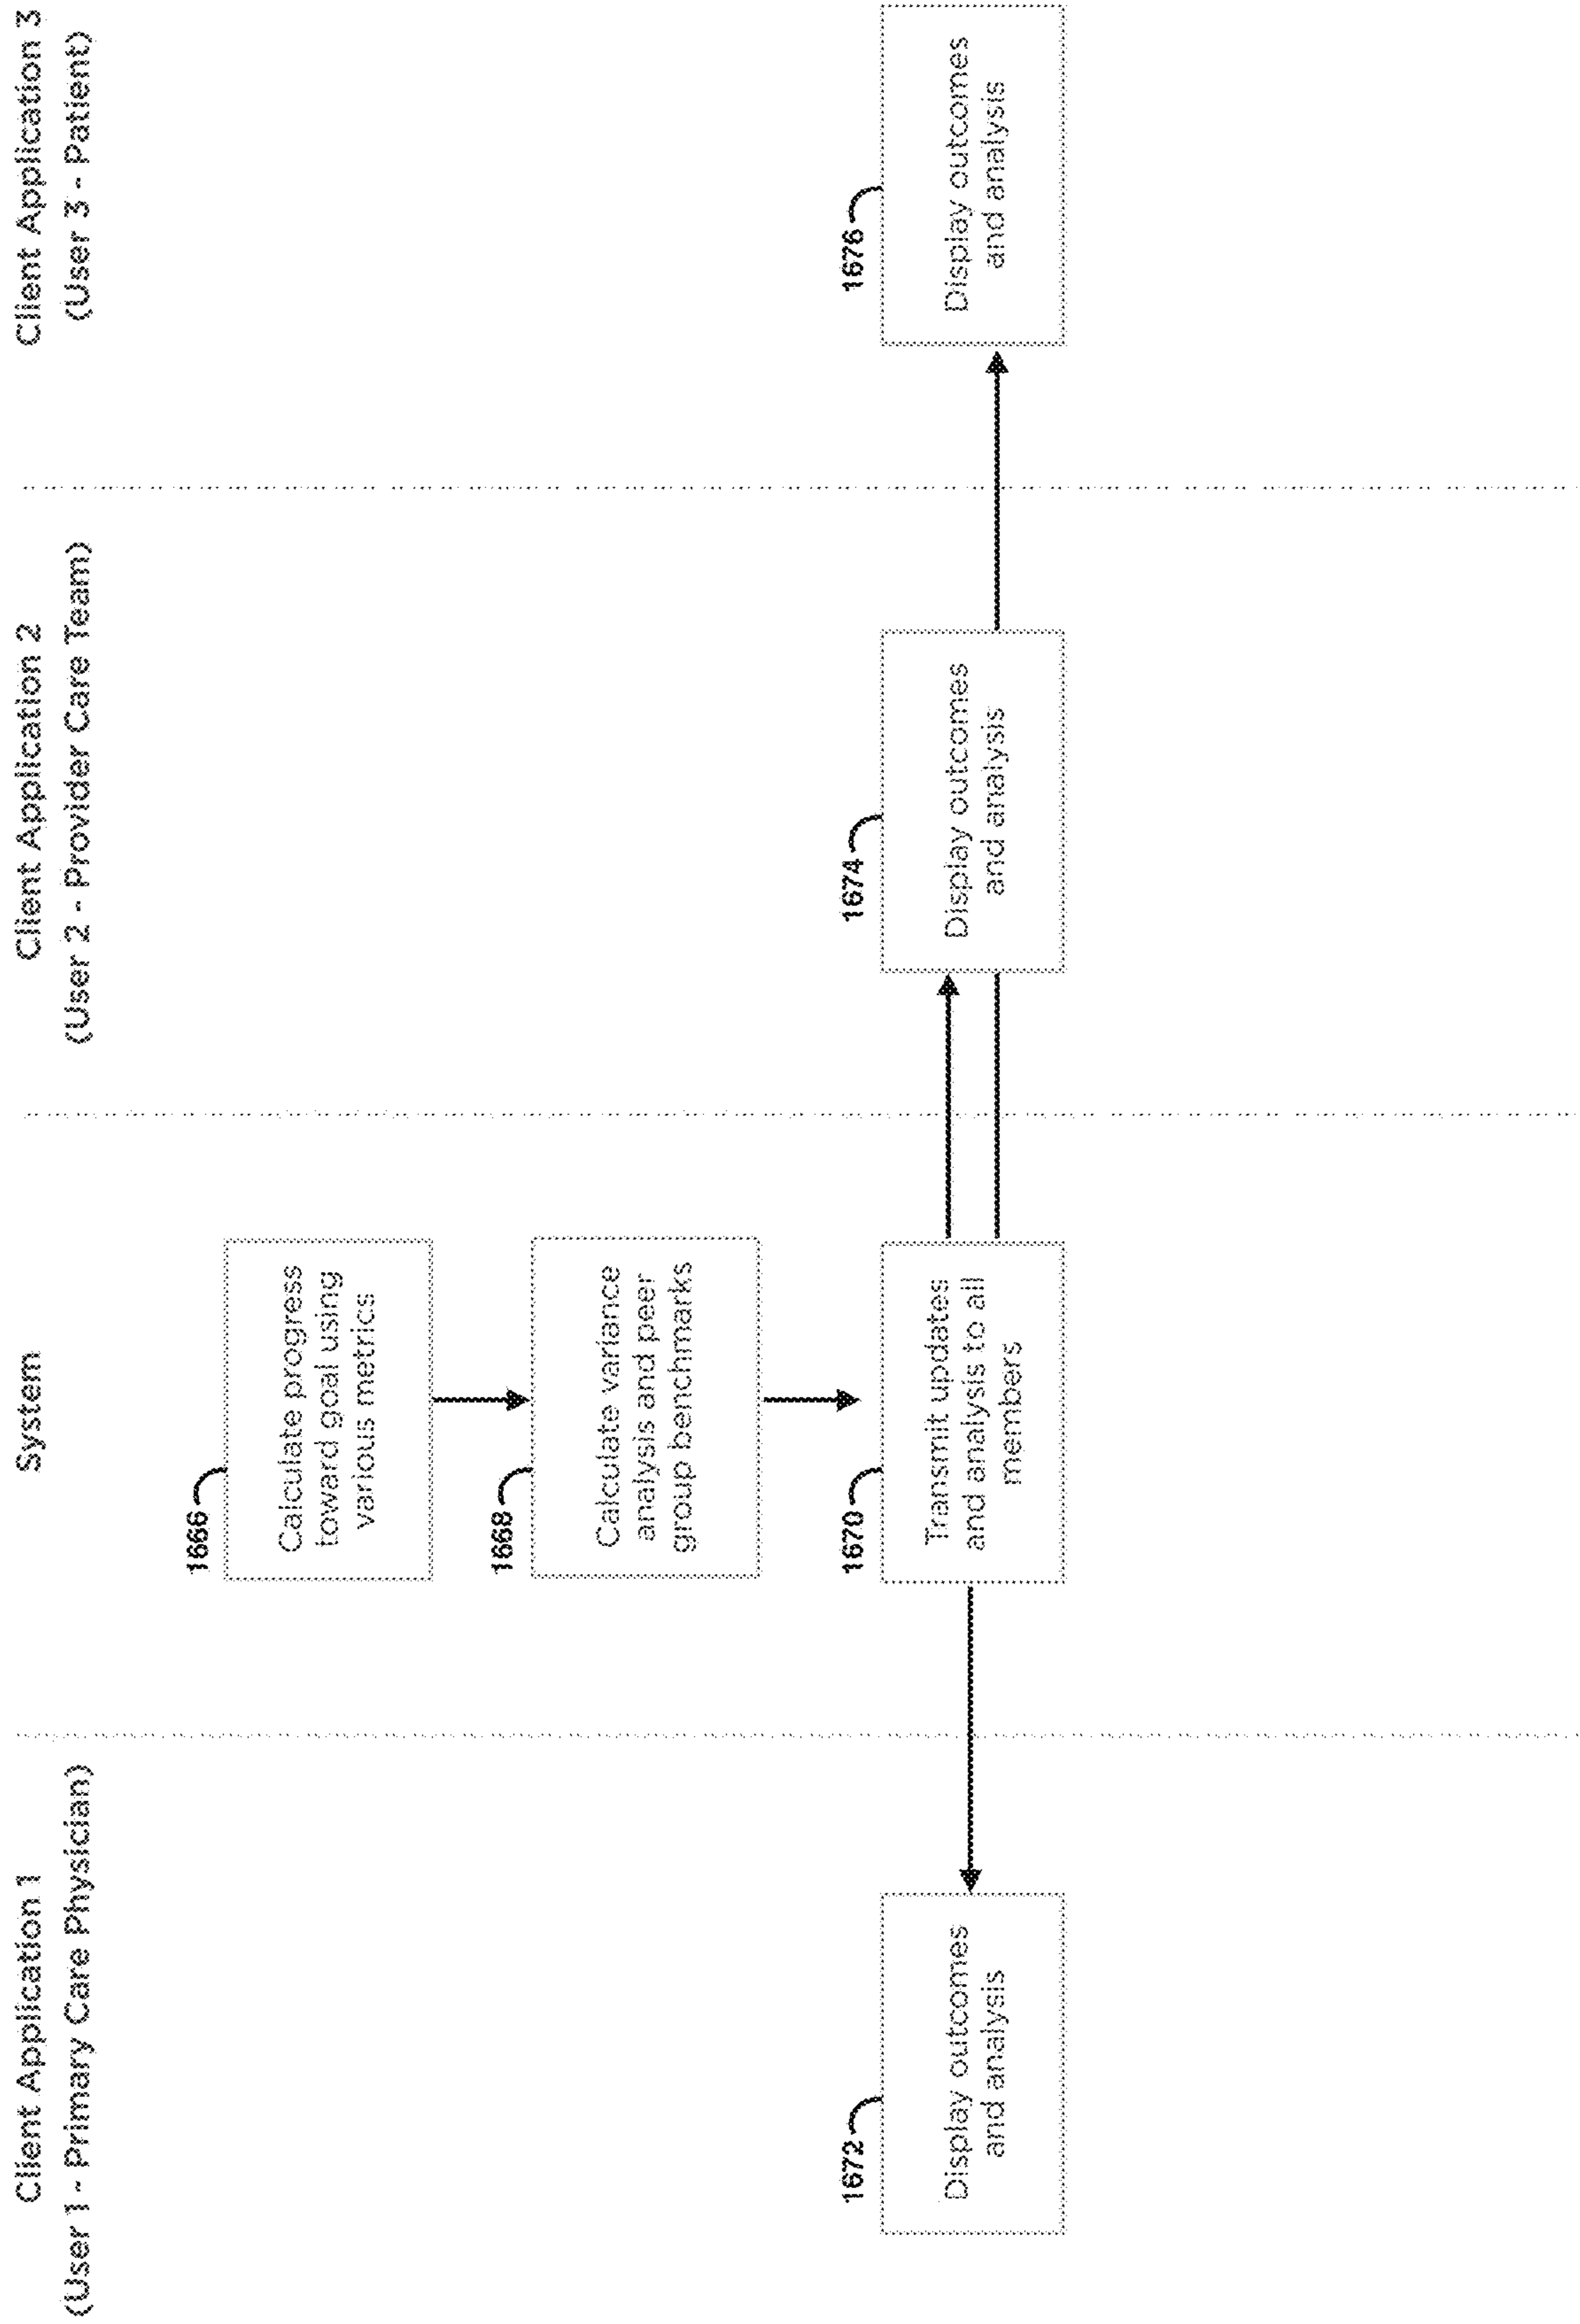 Client Application 1
(User 1 - Primary Care Physician)
System
Client Application 2
(User 2 - Provider Care Team)
Client Application 3
(User 3 - Patient)
1666
Calculate progress
toward goal using
various metrics
1668
Calculate variance
analysis and peer
group benchmarks
1672
Display outcomes
and analysis
1670
Transmit updates
and analysis to all
members
1674
Display outcomes
and analysis
1676
Display outcomes
and analysis